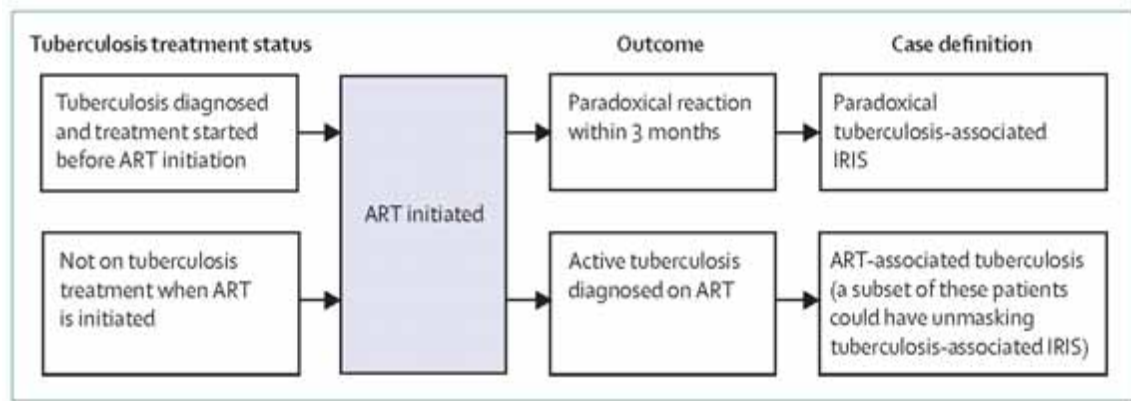 Tuberculosis treatment status
Outcome
Case definition
Tuberculosis diagnosed
and treatment started
before ART initiation
ART initiated
Paradoxical reaction
within 3 months
Paradoxical
tuberculosis-associated
IRIS
Not on tuberculosis
treatment when ART
is initiated
Active tuberculosis
diagnosed on ART
ART-associated tuberculosis
(a subset of these patients
could have unmasking
tuberculosis-associated IRIS)